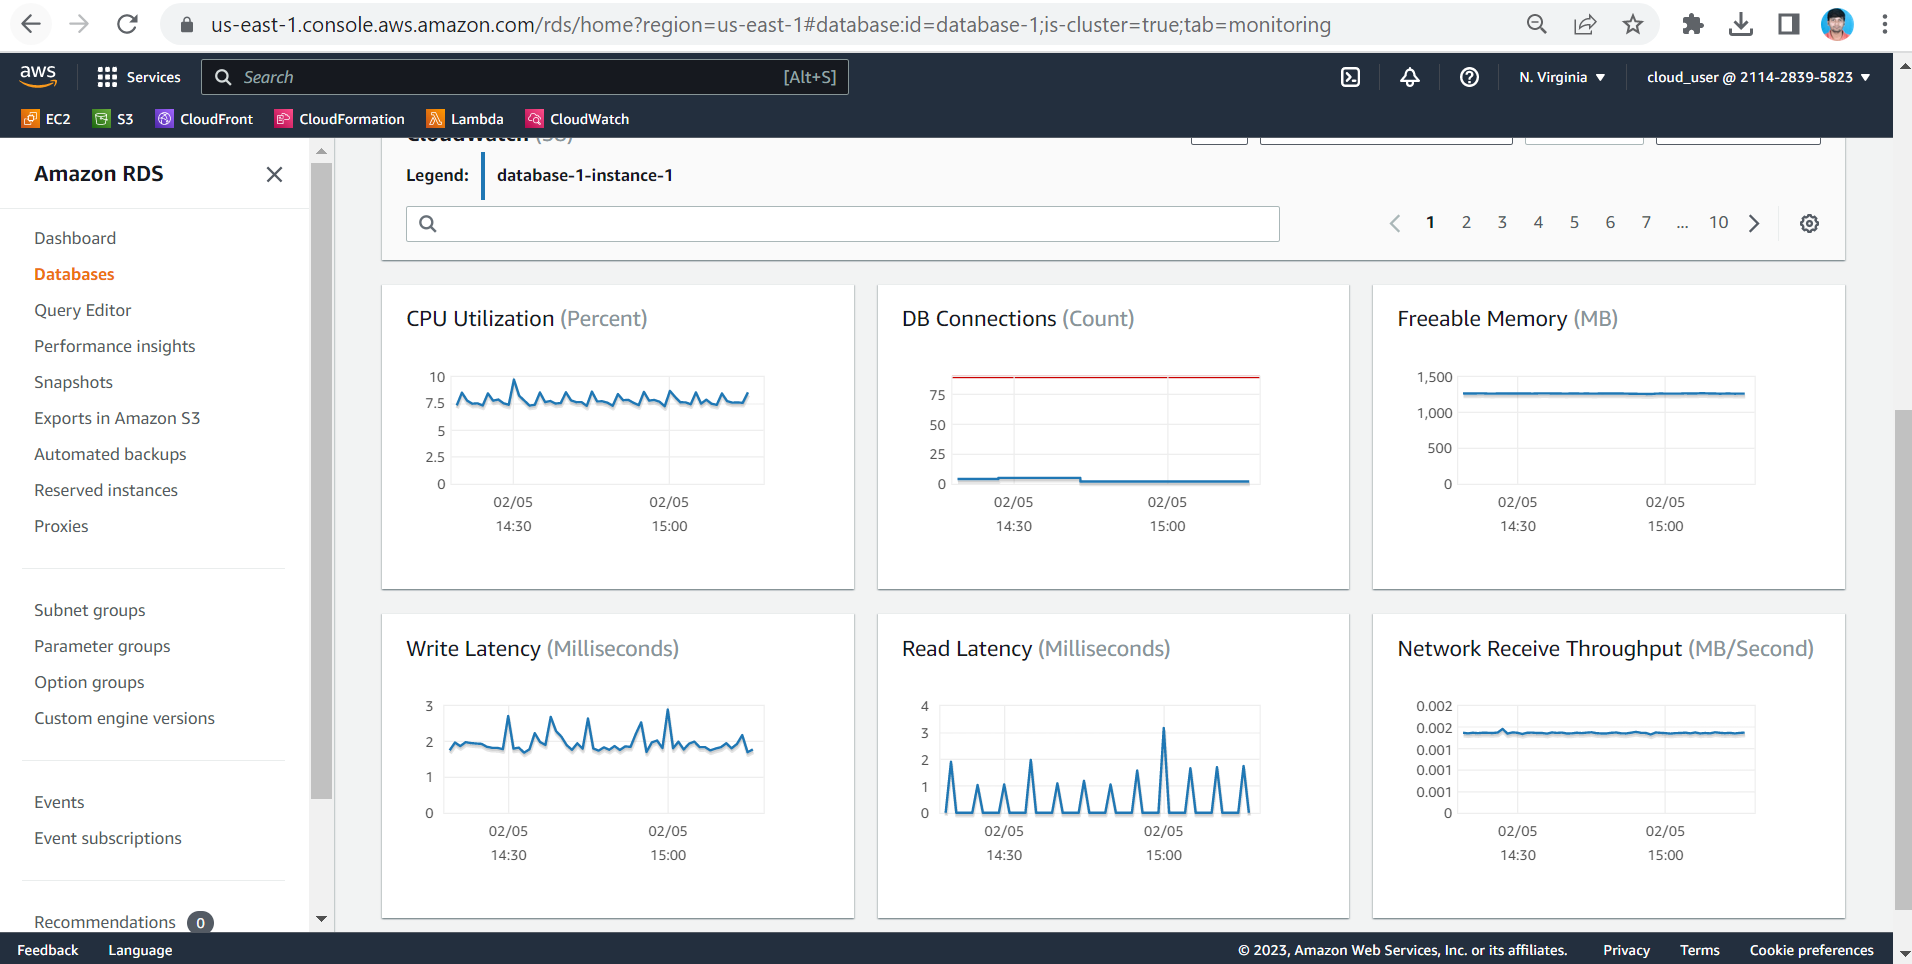 us-east-1.console.aws.amazon.com/rds/home?region=us-east-1#database:id=database-1;is-cluster=true;tab=monitoring
aws
Services
Search
[Alt+S]
N. Virginia
cloud_user @ 2114-2839-5823
EC2
S3
CloudFront
CloudFormation
Lambda
CloudWatch
Amazon RDS
Dashboard
Databases
Query Editor
Performance insights
Snapshots
Exports in Amazon S3
Automated backups
Reserved instances
Proxies
Subnet groups
Parameter groups
Option groups
Custom engine versions
Events
Event subscriptions
Recommendations 0
CloudWatch
Legend: database-1-instance-1
1 2 3 4 5 6 7 ... 10
CPU Utilization (Percent)
10
7.5
5
2.5
0
02/05 02/05
14:30 15:00
DB Connections (Count)
75
50
25
0
02/05 02/05
14:30 15:00
Freeable Memory (MB)
1,500
1,000
500
0
02/05 02/05
14:30 15:00
Write Latency (Milliseconds)
3
2
1
0
02/05 02/05
14:30 15:00
Read Latency (Milliseconds)
4
3
2
1
0
02/05 02/05
14:30 15:00
Network Receive Throughput (MB/Second)
0.002
0.002
0.001
0.001
0.001
0
02/05 02/05
14:30 15:00
Feedback
Language
© 2023, Amazon Web Services, Inc. or its affiliates.
Privacy
Terms
Cookie preferences